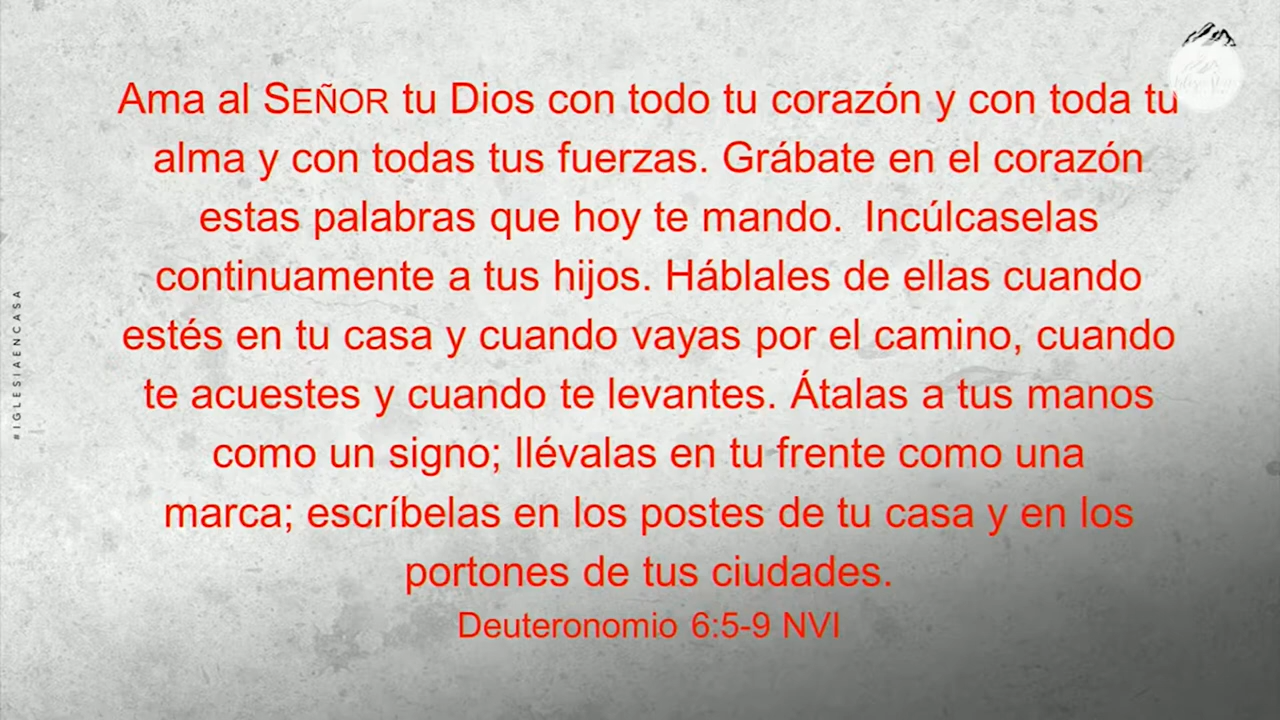 Ama al SEÑOR tu Dios con todo tu corazón y con toda tu
alma y con todas tus fuerzas. Grábate en el corazón
estas palabras que hoy te mando.  Incúlcaselas
continuamente a tus hijos. Háblales de ellas cuando
estés en tu casa y cuando vayas por el camino, cuando
te acuestes y cuando te levantes. Átalas a tus manos
como un signo; llévalas en tu frente como una
marca; escríbelas en los postes de tu casa y en los
portones de tus ciudades.
Deuteronomio 6:5-9 NVI
#IGLESIAENCASA